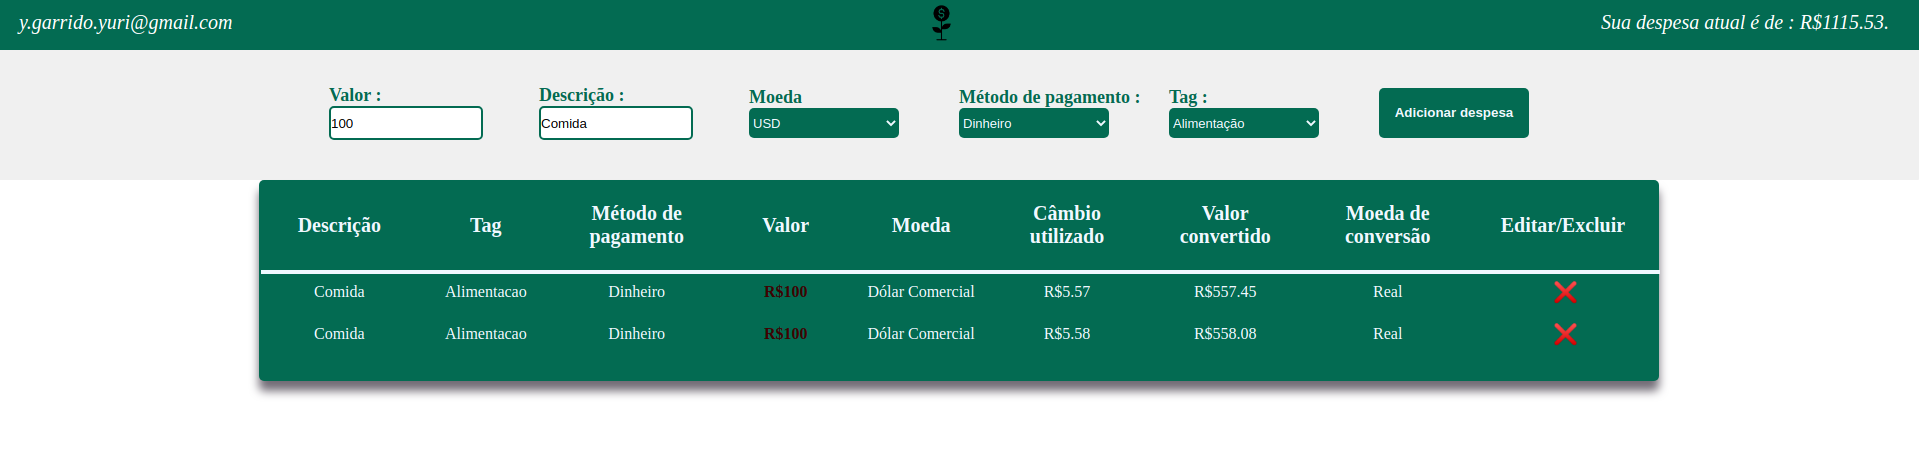 y.garrido.yuri@gmail.com
$
Sua despesa atual é de : R$1115.53.
Valor :
Descrição :
Moeda
Método de pagamento :
Tag :
100
Comida
USD
Dinheiro
Alimentação
Adicionar despesa
Descrição
Tag
Método de
pagamento
Valor
Moeda
Câmbio
utilizado
Valor
convertido
Moeda de
conversão
Editar/Excluir
Comida Alimentacao Dinheiro R$100 Dólar Comercial R$5.57 R$557.45 Real
Comida Alimentacao Dinheiro R$100 Dólar Comercial R$5.58 R$558.08 Real